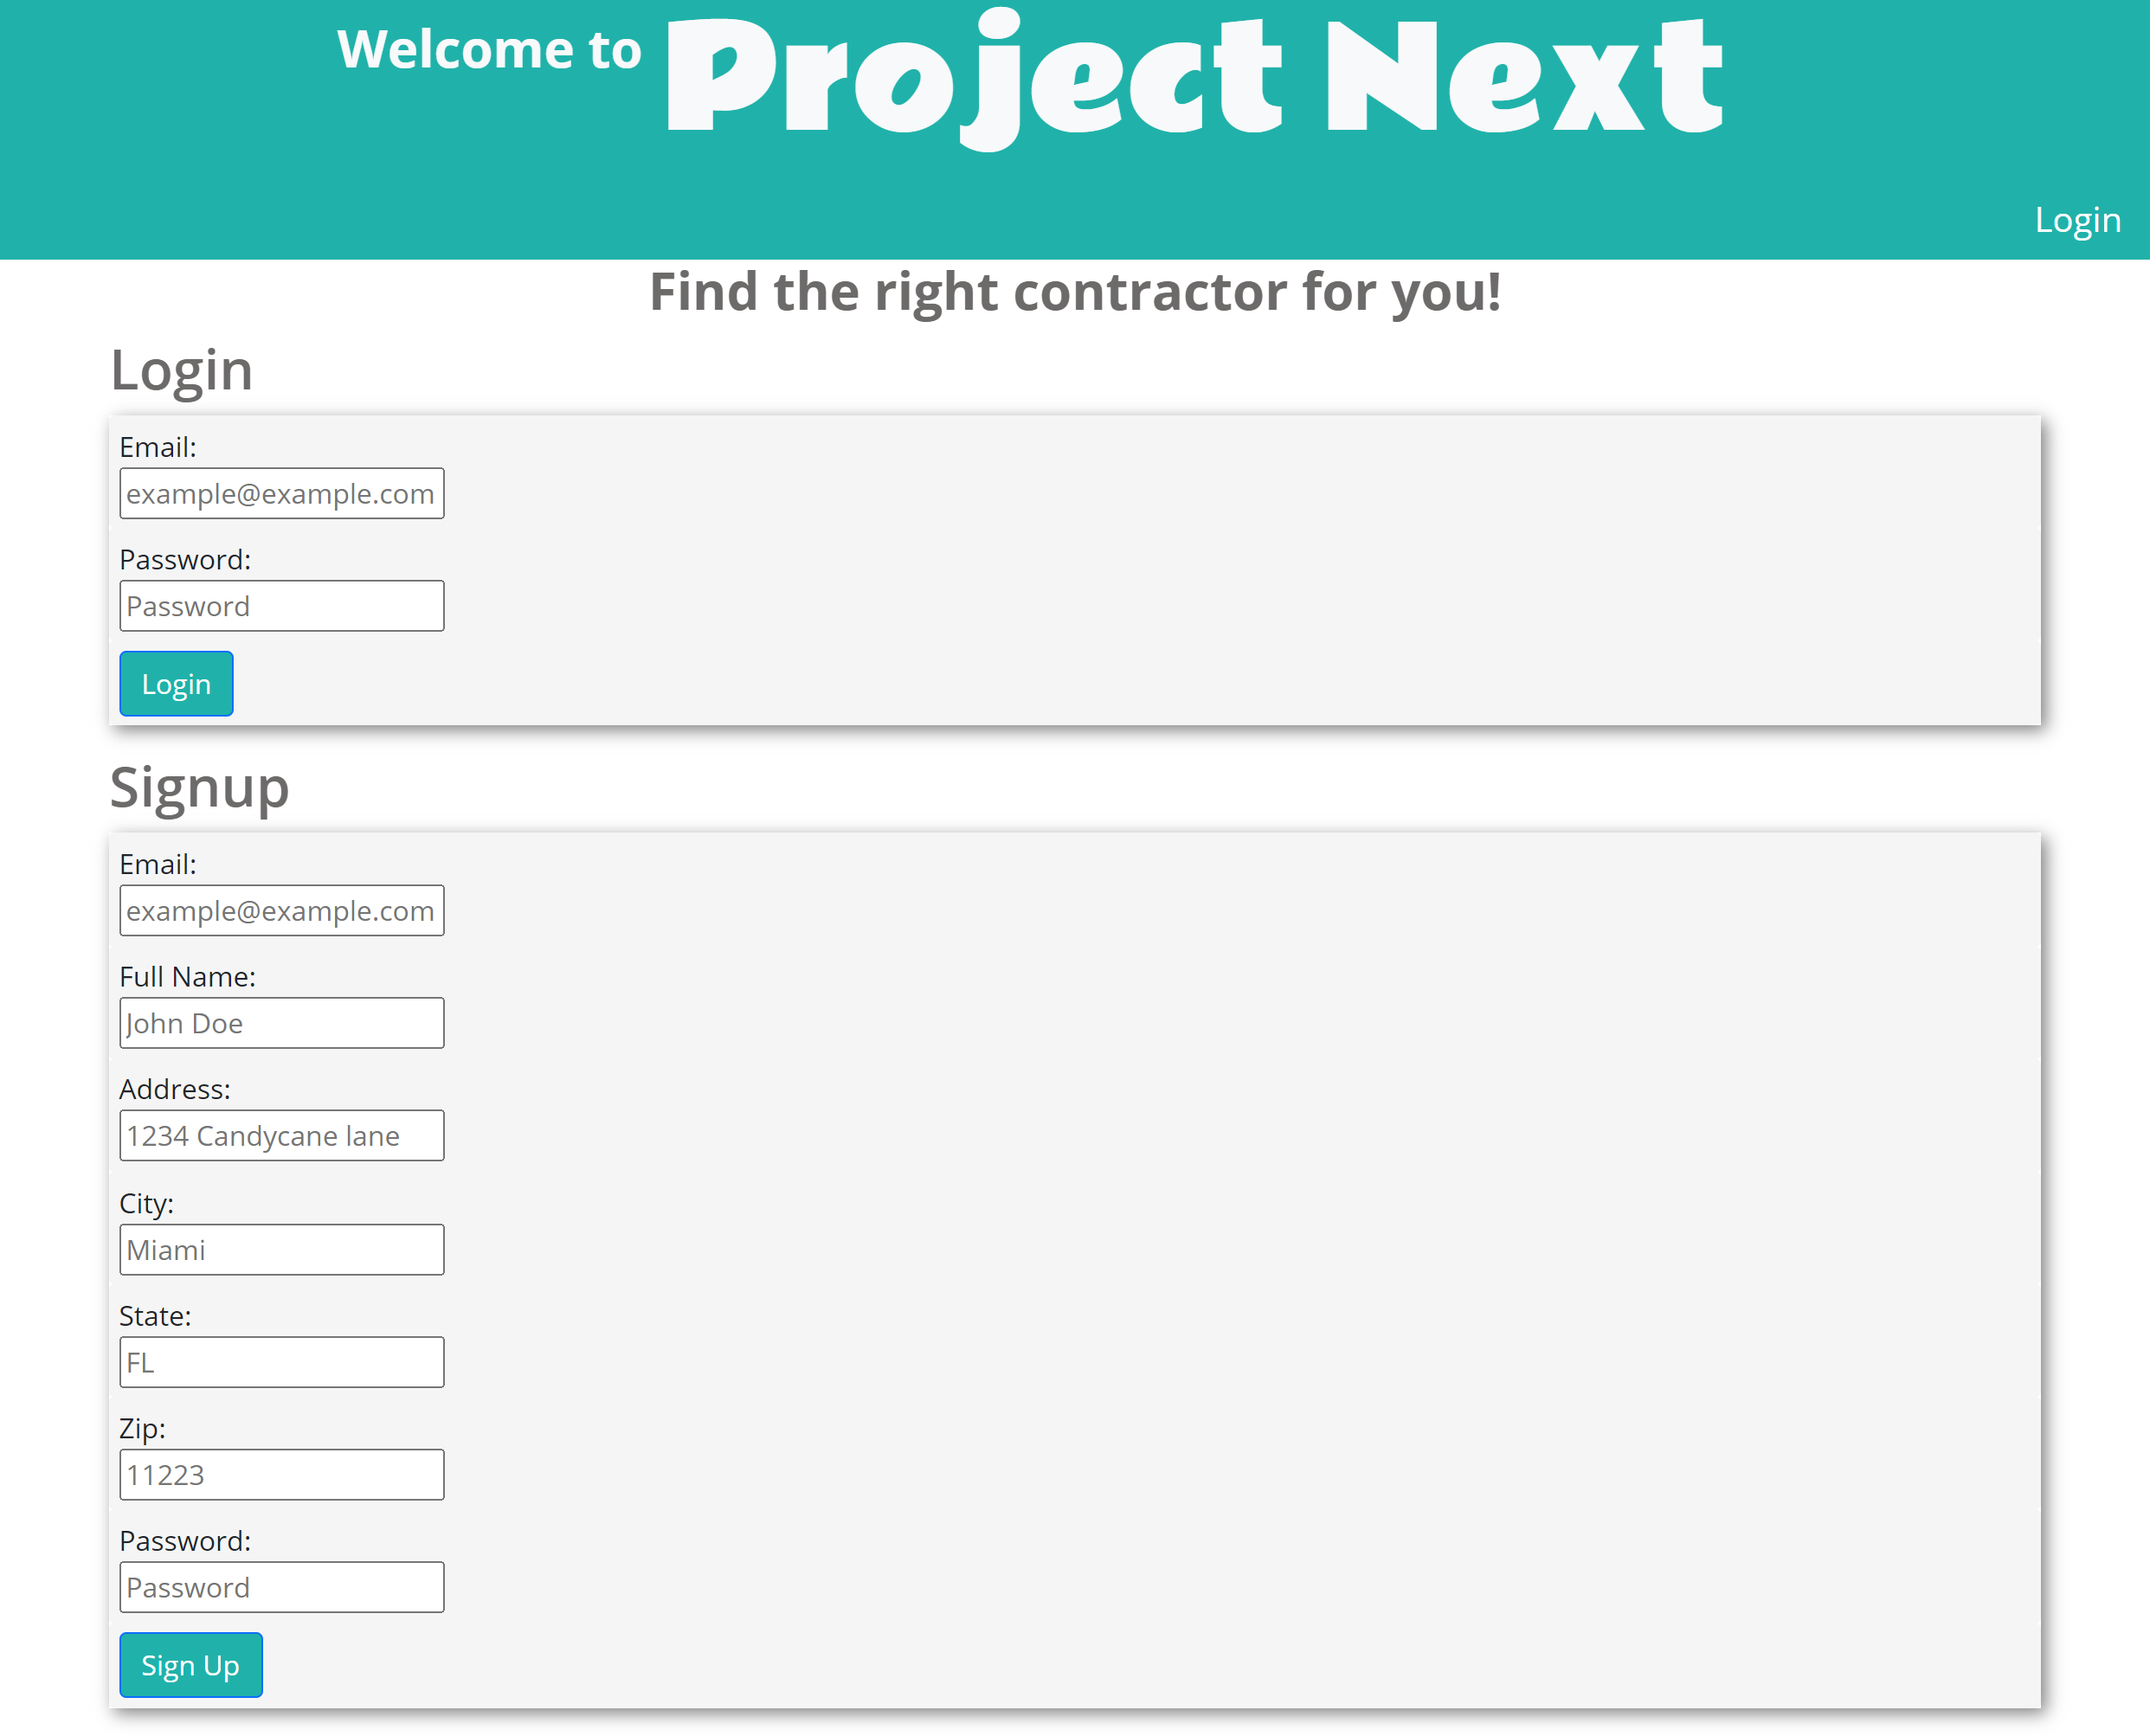 Welcome to Project Next
Login
Find the right contractor for you!
Login
Email:
example@example.com
Password:
Password
Login
Signup
Email:
example@example.com
Full Name:
John Doe
Address:
1234 Candycane lane
City:
Miami
State:
FL
Zip:
11223
Password:
Password
Sign Up